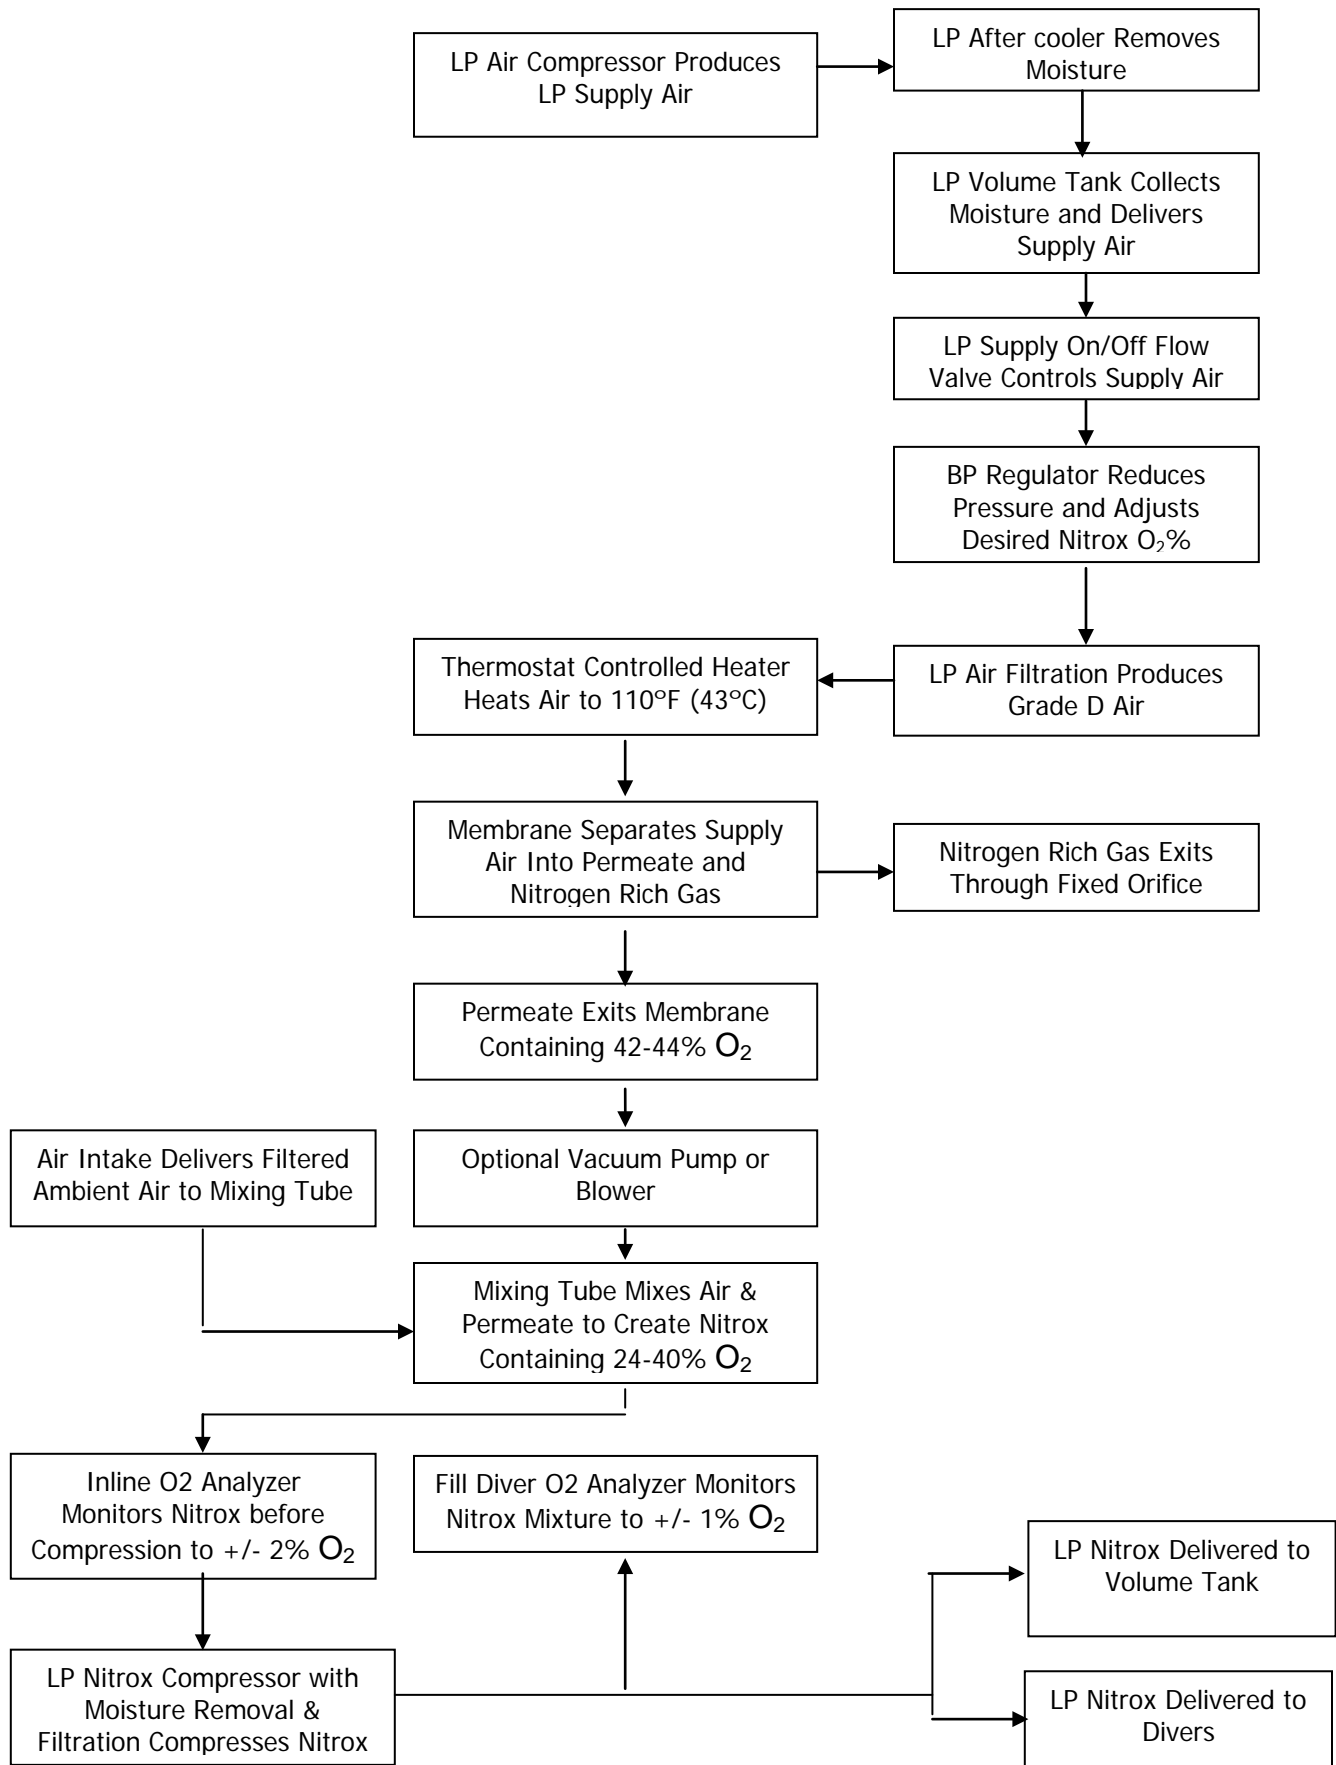 LP Air Compressor Produces
LP Supply Air
LP After cooler Removes
Moisture
LP Volume Tank Collects
Moisture and Delivers
Supply Air
LP Supply On/Off Flow
Valve Controls Supply Air
BP Regulator Reduces
Pressure and Adjusts
Desired Nitrox O₂%
LP Air Filtration Produces
Grade D Air
Thermostat Controlled Heater
Heats Air to 110ºF (43ºC)
Membrane Separates Supply
Air Into Permeate and
Nitrogen Rich Gas
Nitrogen Rich Gas Exits
Through Fixed Orifice
Permeate Exits Membrane
Containing 42-44% O₂
Air Intake Delivers Filtered
Ambient Air to Mixing Tube
Optional Vacuum Pump or
Blower
Mixing Tube Mixes Air &
Permeate to Create Nitrox
Containing 24-40% O₂
Inline O2 Analyzer
Monitors Nitrox before
Compression to +/- 2% O₂
Fill Diver O2 Analyzer Monitors
Nitrox Mixture to +/- 1% O₂
LP Nitrox Delivered to
Volume Tank
LP Nitrox Compressor with
Moisture Removal &
Filtration Compresses Nitrox
LP Nitrox Delivered to
Divers